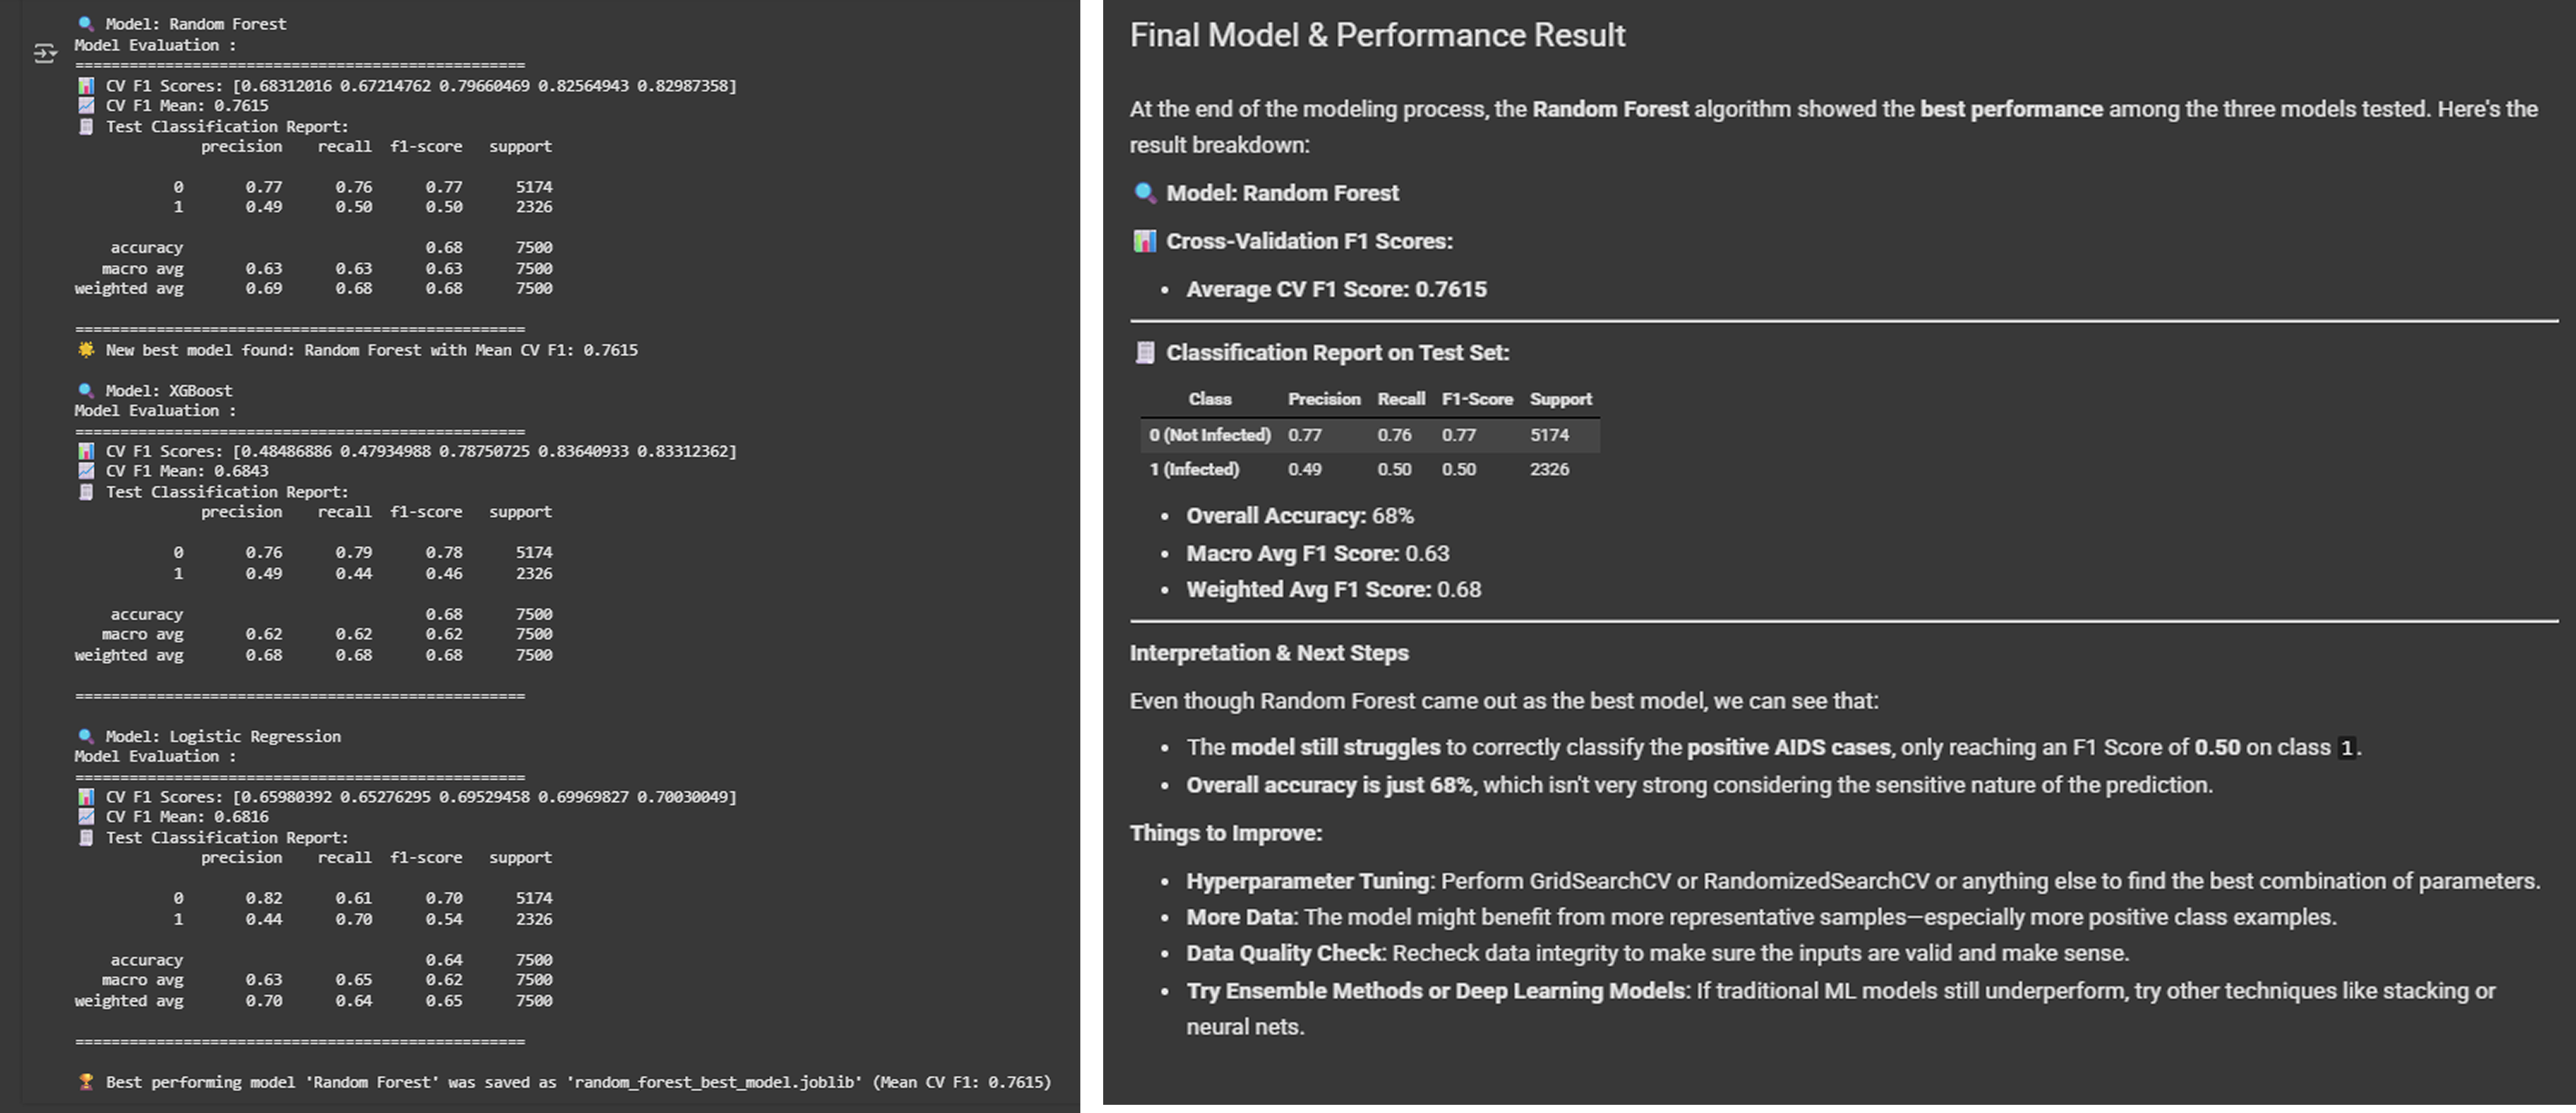 🔍 Model: Random Forest
Model Evaluation :
==================================================
📊 CV F1 Scores: [0.68312016 0.67214762 0.79660469 0.82564943 0.82987358]
📈 CV F1 Mean: 0.7615
🧾 Test Classification Report:
precision recall f1-score support
0 0.77 0.76 0.77 5174
1 0.49 0.50 0.50 2326
accuracy 0.68 7500
macro avg 0.63 0.63 0.63 7500
weighted avg 0.69 0.68 0.68 7500
==================================================
🌟 New best model found: Random Forest with Mean CV F1: 0.7615
🔍 Model: XGBoost
Model Evaluation :
==================================================
📊 CV F1 Scores: [0.48486886 0.47934988 0.78750725 0.83640933 0.83312362]
📈 CV F1 Mean: 0.6843
🧾 Test Classification Report:
precision recall f1-score support
0 0.76 0.79 0.78 5174
1 0.49 0.44 0.46 2326
accuracy 0.68 7500
macro avg 0.62 0.62 0.62 7500
weighted avg 0.68 0.68 0.68 7500
==================================================
🔍 Model: Logistic Regression
Model Evaluation :
==================================================
📊 CV F1 Scores: [0.65980392 0.65276295 0.69529458 0.69969827 0.70030049]
📈 CV F1 Mean: 0.6816
🧾 Test Classification Report:
precision recall f1-score support
0 0.82 0.61 0.70 5174
1 0.44 0.70 0.54 2326
accuracy 0.64 7500
macro avg 0.63 0.65 0.62 7500
weighted avg 0.70 0.64 0.65 7500
==================================================
🏆 Best performing model 'Random Forest' was saved as 'random_forest_best_model.joblib' (Mean CV F1: 0.7615)
Final Model & Performance Result
At the end of the modeling process, the Random Forest algorithm showed the best performance among the three models tested. Here's the
result breakdown:
🔍 Model: Random Forest
📊 Cross-Validation F1 Scores:
• Average CV F1 Score: 0.7615
🧾 Classification Report on Test Set:
Class Precision Recall F1-Score Support
0 (Not Infected) 0.77 0.76 0.77 5174
1 (Infected) 0.49 0.50 0.50 2326
• Overall Accuracy: 68%
• Macro Avg F1 Score: 0.63
• Weighted Avg F1 Score: 0.68
Interpretation & Next Steps
Even though Random Forest came out as the best model, we can see that:
• The model still struggles to correctly classify the positive AIDS cases, only reaching an F1 Score of 0.50 on class 1.
• Overall accuracy is just 68%, which isn't very strong considering the sensitive nature of the prediction.
Things to Improve:
• Hyperparameter Tuning: Perform GridSearchCV or RandomizedSearchCV or anything else to find the best combination of parameters.
• More Data: The model might benefit from more representative samples—especially more positive class examples.
• Data Quality Check: Recheck data integrity to make sure the inputs are valid and make sense.
• Try Ensemble Methods or Deep Learning Models: If traditional ML models still underperform, try other techniques like stacking or
neural nets.